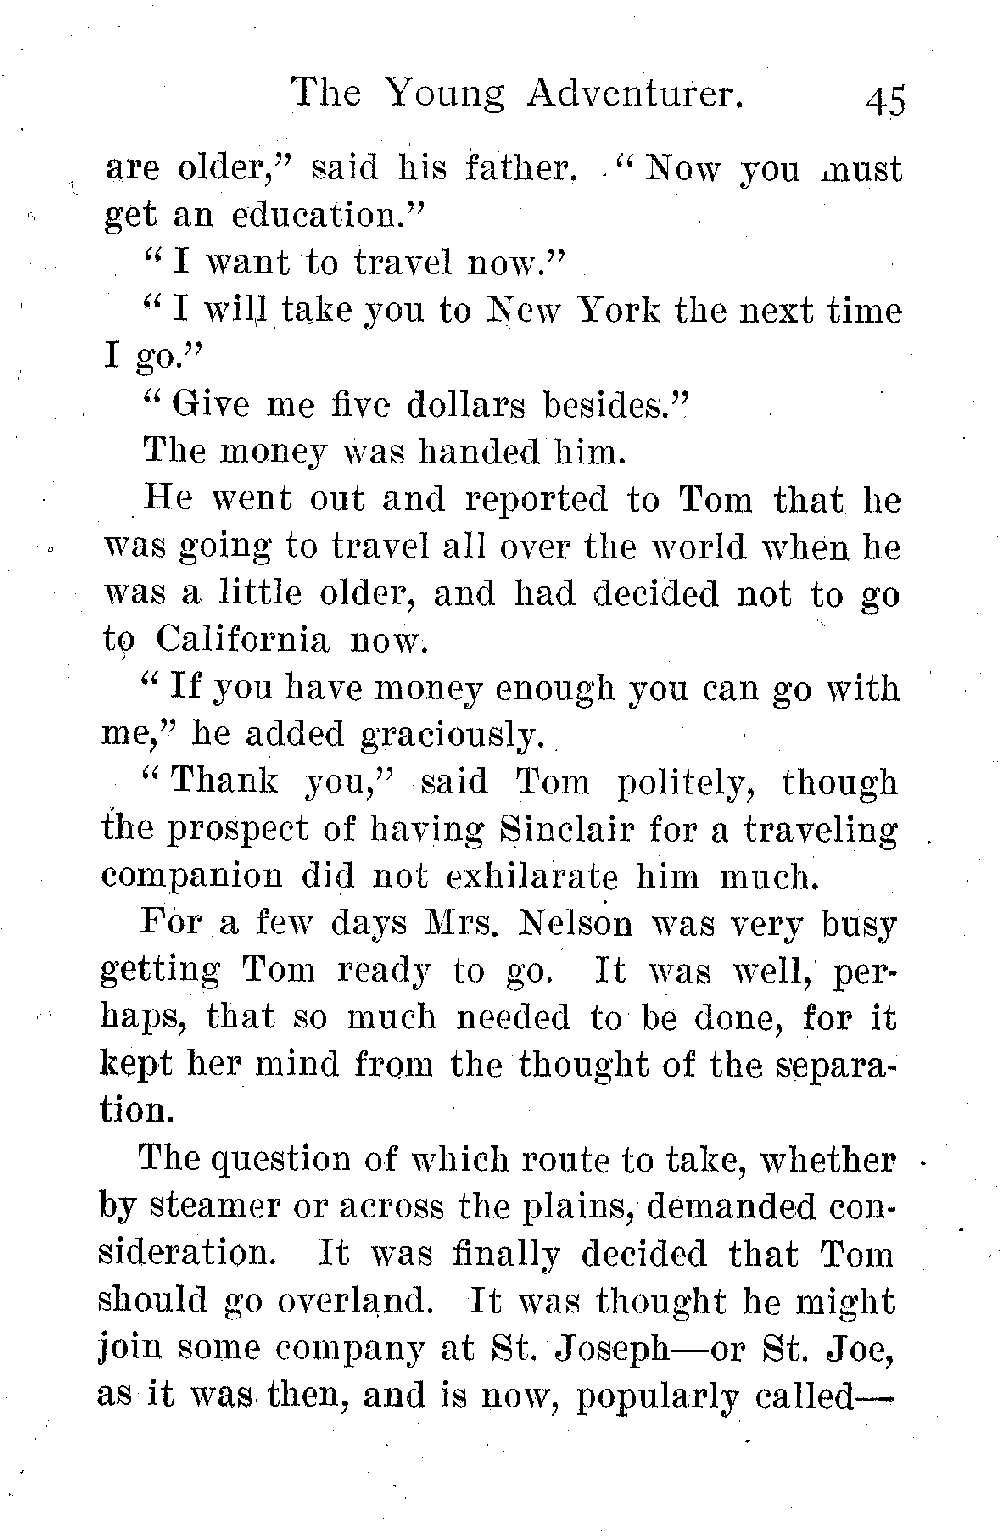 The Young Adventurer. 45
are older,” said his father. “ Now you must
get an education.”
“ I want to travel now.”
“ I will take you to New York the next time
I go.”
“ Give me five dollars besides.”
The money was handed him.
He went out and reported to Tom that he
was going to travel all over the world when he
was a little older, and had decided not to go
to California now.
“ If you have money enough you can go with
me,” he added graciously.
“ Thank you,” said Tom politely, though
the prospect of having Sinclair for a traveling
companion did not exhilarate him much.
For a few days Mrs. Nelson was very busy
getting Tom ready to go. It was well, per-
haps, that so much needed to be done, for it
kept her mind from the thought of the separa-
tion.
The question of which route to take, whether
by steamer or across the plains, demanded con-
sideration. It was finally decided that Tom
should go overland. It was thought he might
join some company at St. Joseph—or St. Joe,
as it was then, and is now, popularly called—